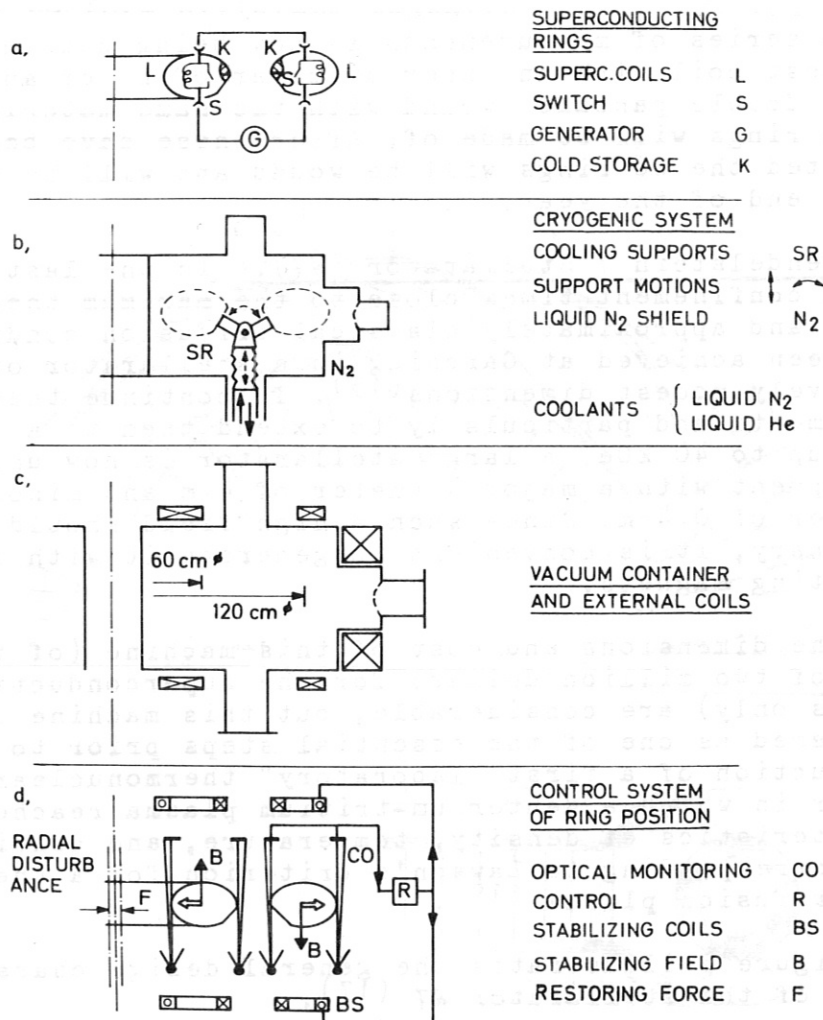 a,
K K
L S L
S
G
SUPERCONDUCTING
RINGS
SUPERC.COILS L
SWITCH S
GENERATOR G
COLD STORAGE K
b,
SR
N₂
CRYOGENIC SYSTEM
COOLING SUPPORTS SR
SUPPORT MOTIONS
LIQUID N₂ SHIELD N₂
COOLANTS { LIQUID N₂
LIQUID He
c,
60 cm ø
120 cm ø
VACUUM CONTAINER
AND EXTERNAL COILS
d,
RADIAL
DISTURB
ANCE
F
B
B
CO
R
BS
CONTROL SYSTEM
OF RING POSITION
OPTICAL MONITORING CO
CONTROL R
STABILIZING COILS BS
STABILIZING FIELD B
RESTORING FORCE F